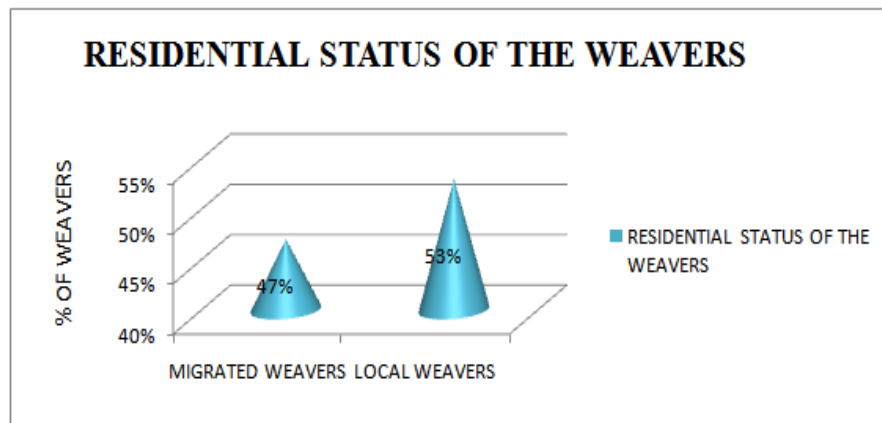 RESIDENTIAL STATUS OF THE WEAVERS
% OF WEAVERS
55%
50%
45%
40%
47%
53%
MIGRATED WEAVERS LOCAL WEAVERS
RESIDENTIAL STATUS OF THE
WEAVERS